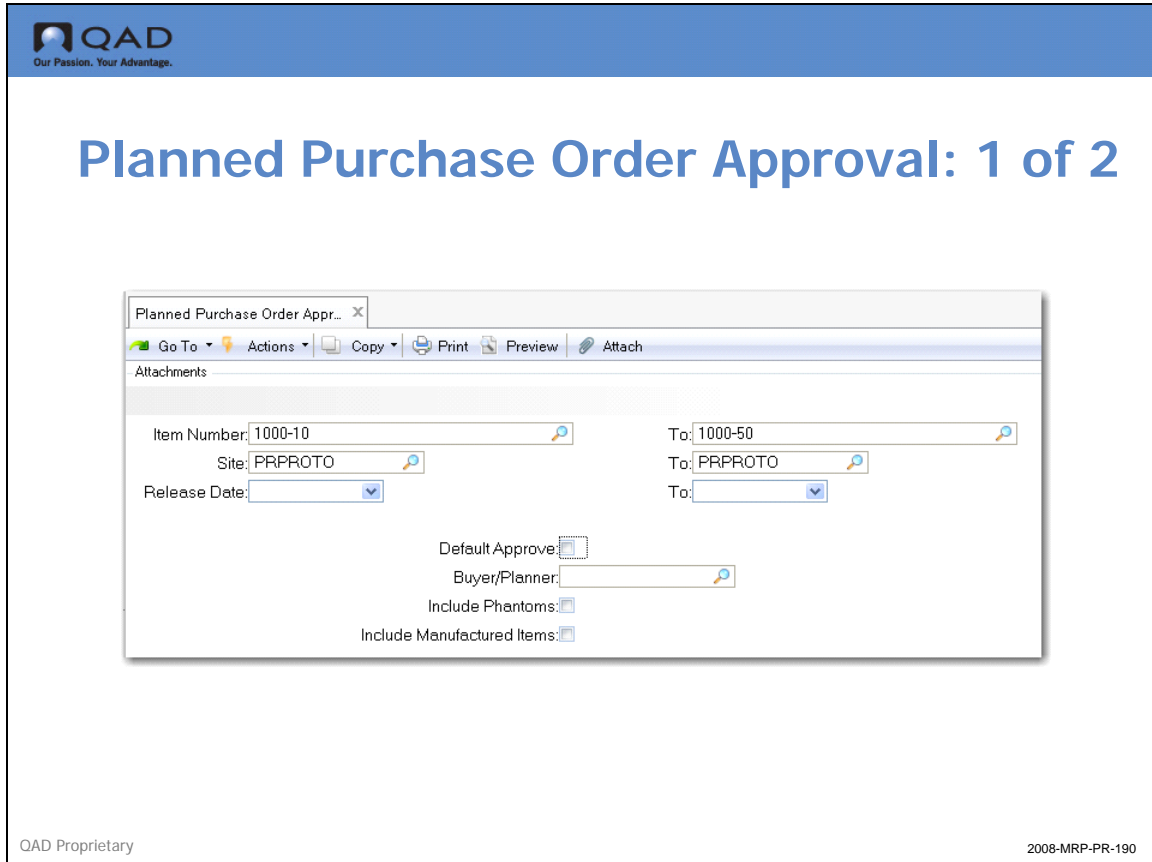 QAD
Our Passion. Your Advantage.
Planned Purchase Order Approval: 1 of 2
Planned Purchase Order Appr...
Go To Actions Copy Print Preview Attach
Attachments
Item Number: 1000-10 To: 1000-50
Site: PRPROTO To: PRPROTO
Release Date: To:
Default Approve:
Buyer/Planner:
Include Phantoms:
Include Manufactured Items:
QAD Proprietary 2008-MRP-PR-190